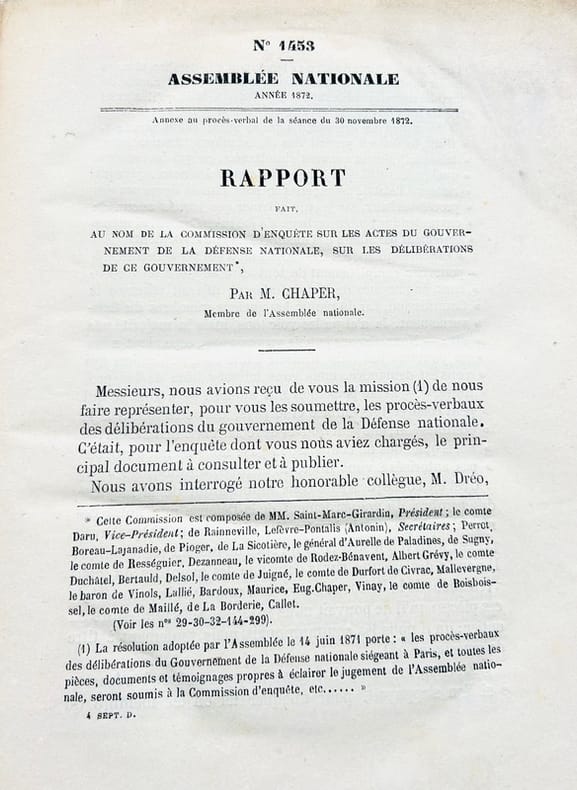 N° 1453
ASSEMBLÉE NATIONALE
ANNÉE 1872.
Annexe au procès-verbal de la séance du 30 novembre 1872.
RAPPORT
FAIT,
AU NOM DE LA COMMISSION D'ENQUÊTE SUR LES ACTES DU GOUVER-
NEMENT DE LA DÉFENSE NATIONALE, SUR LES DÉLIBÉRATIONS
DE CE GOUVERNEMENT*,
PAR M. CHAPER,
Membre de l'Assemblée nationale.
Messieurs, nous avions reçu de vous la mission (1) de nous
faire représenter, pour vous les soumettre, les procès-verbaux
des délibérations du gouvernement de la Défense nationale.
C'était, pour l'enquête dont vous nous aviez chargés, le prin-
cipal document à consulter et à publier.
Nous avons interrogé notre honorable collègue, M. Dréo,
* Cette Commission est composée de MM. Saint-Marc-Girardin, Président; le comte
Daru, Vice-Président; de Rainneville, Lefèvre-Pontalis (Antonin), Secrétaires; Perrot,
Boreau-Lajanadie, de Pioger, de La Sicotière, le général d'Aurelle de Paladines, de Sugny,
le comte de Rességuier, Dezanneau, le vicomte de Rodez-Bénavent, Albert Grévy, le comte
Duchâtel, Bertauld, Delsol, le comte de Juigné, le comte de Durfort de Civrac, Mallevergne,
le baron de Vinols, Lallié, Bardoux, Maurice, Eug. Chaper, Vinay, le comte de Boisbois-
sel, le comte de Maillé, de La Borderie, Callet.
(Voir les nos 29-30-32-144-299).
(1) La résolution adoptée par l'Assemblée le 14 juin 1871 porte : « les procès-verbaux
des délibérations du Gouvernement de la Défense nationale siégeant à Paris, et toutes les
pièces, documents et témoignages propres à éclairer le jugement de l'Assemblée natio-
nale, seront soumis à la Commission d'enquête, etc...... »
4 SEPT. D.